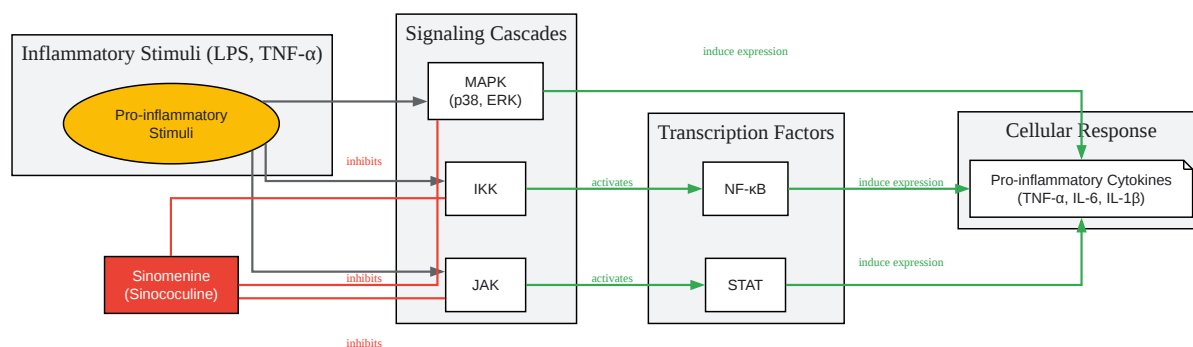 Inflammatory Stimuli (LPS, TNF-α)
Pro-inflammatory
Stimuli
Signaling Cascades
MAPK
(p38, ERK)
IKK
JAK
inhibits
inhibits
inhibits
Sinomenine
(Sinococuline)
activates
activates
Transcription Factors
NF-κB
STAT
induce expression
induce expression
induce expression
Cellular Response
Pro-inflammatory Cytokines
(TNF-α, IL-6, IL-1β)